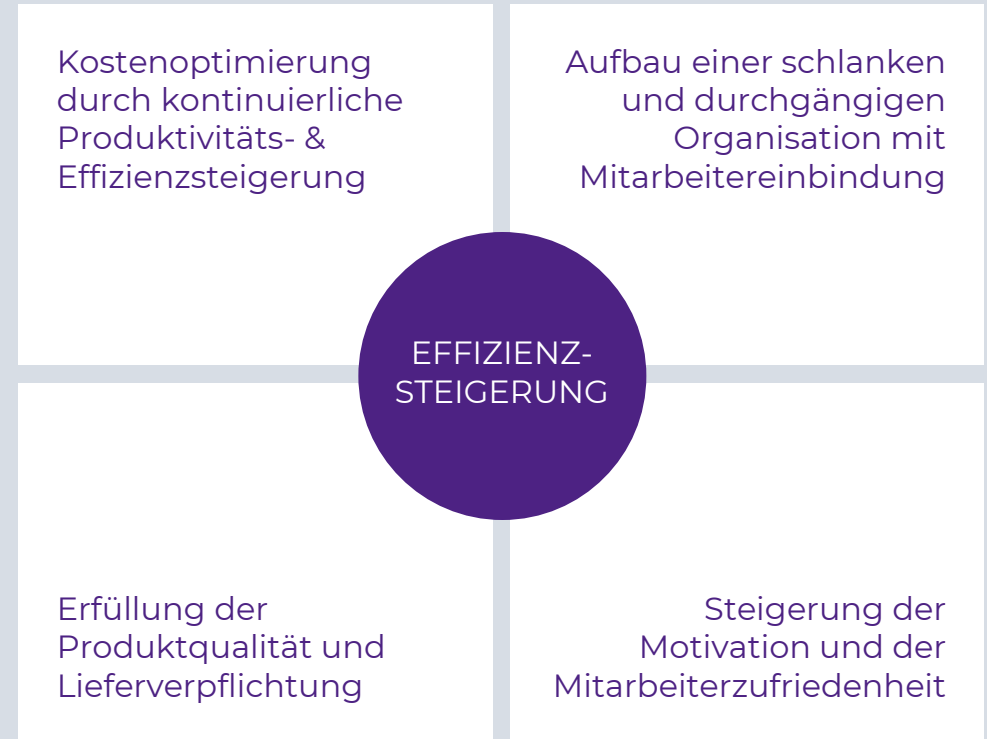 Kostenoptimierung
durch kontinuierliche
Produktivitäts- &
Effizienzsteigerung
Aufbau einer schlanken
und durchgängigen
Organisation mit
Mitarbeitereinbindung
EFFIZIENZ-
STEIGERUNG
Erfüllung der
Produktqualität und
Lieferverpflichtung
Steigerung der
Motivation und der
Mitarbeiterzufriedenheit